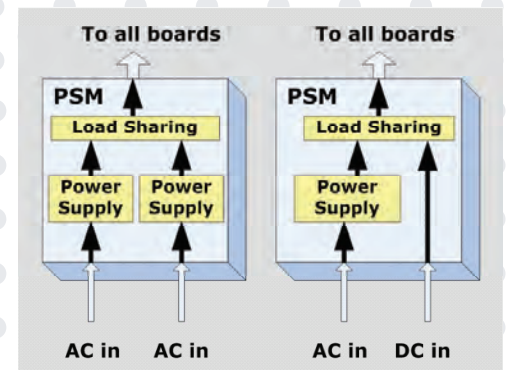 To all boards
PSM
Load Sharing
Power
Supply
Power
Supply
AC in
AC in
To all boards
PSM
Load Sharing
Power
Supply
AC in
DC in